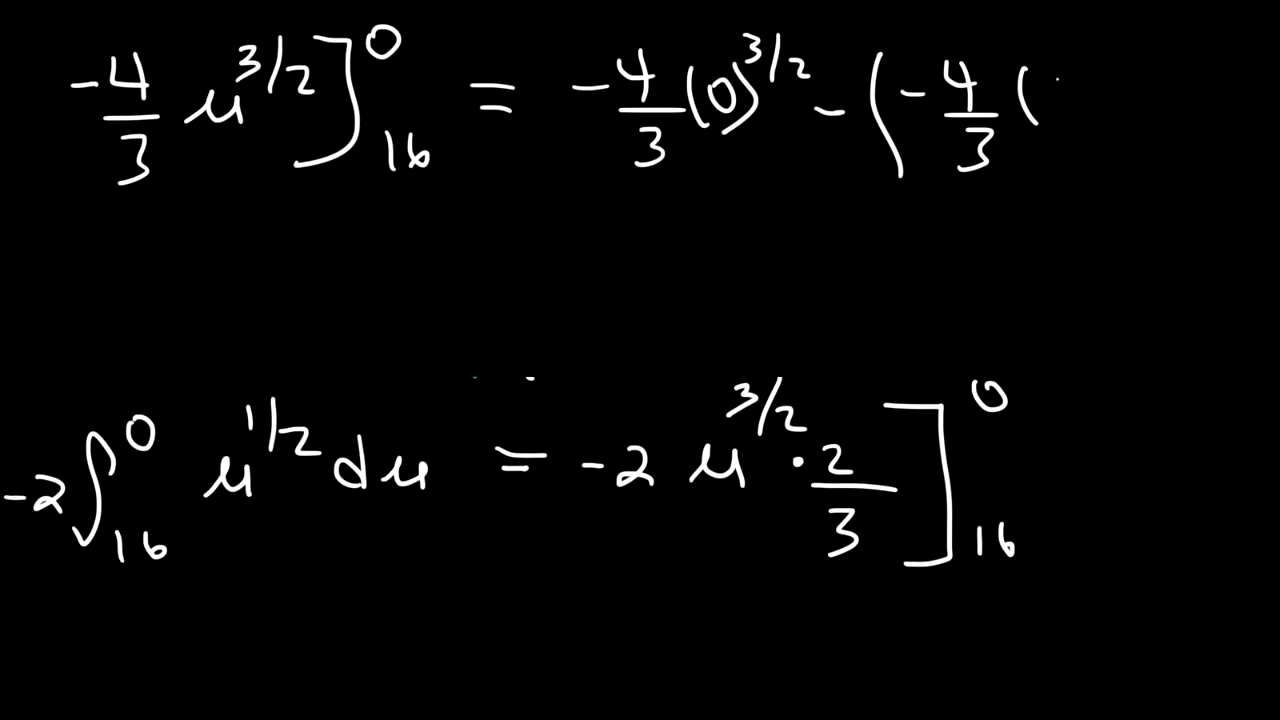 -4/3 u^{3/2}]_{16}^{0} = -4/3 (0)^{3/2} - (-4/3 (
-2∫_{16}^{0} u^{1/2} du = -2 u^{3/2} · 2/3]_{16}^{0}